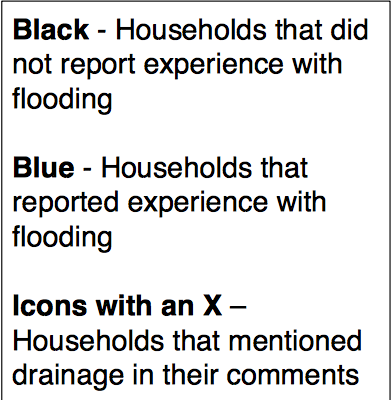 Black - Households that did
not report experience with
flooding
Blue - Households that
reported experience with
flooding
Icons with an X –
Households that mentioned
drainage in their comments